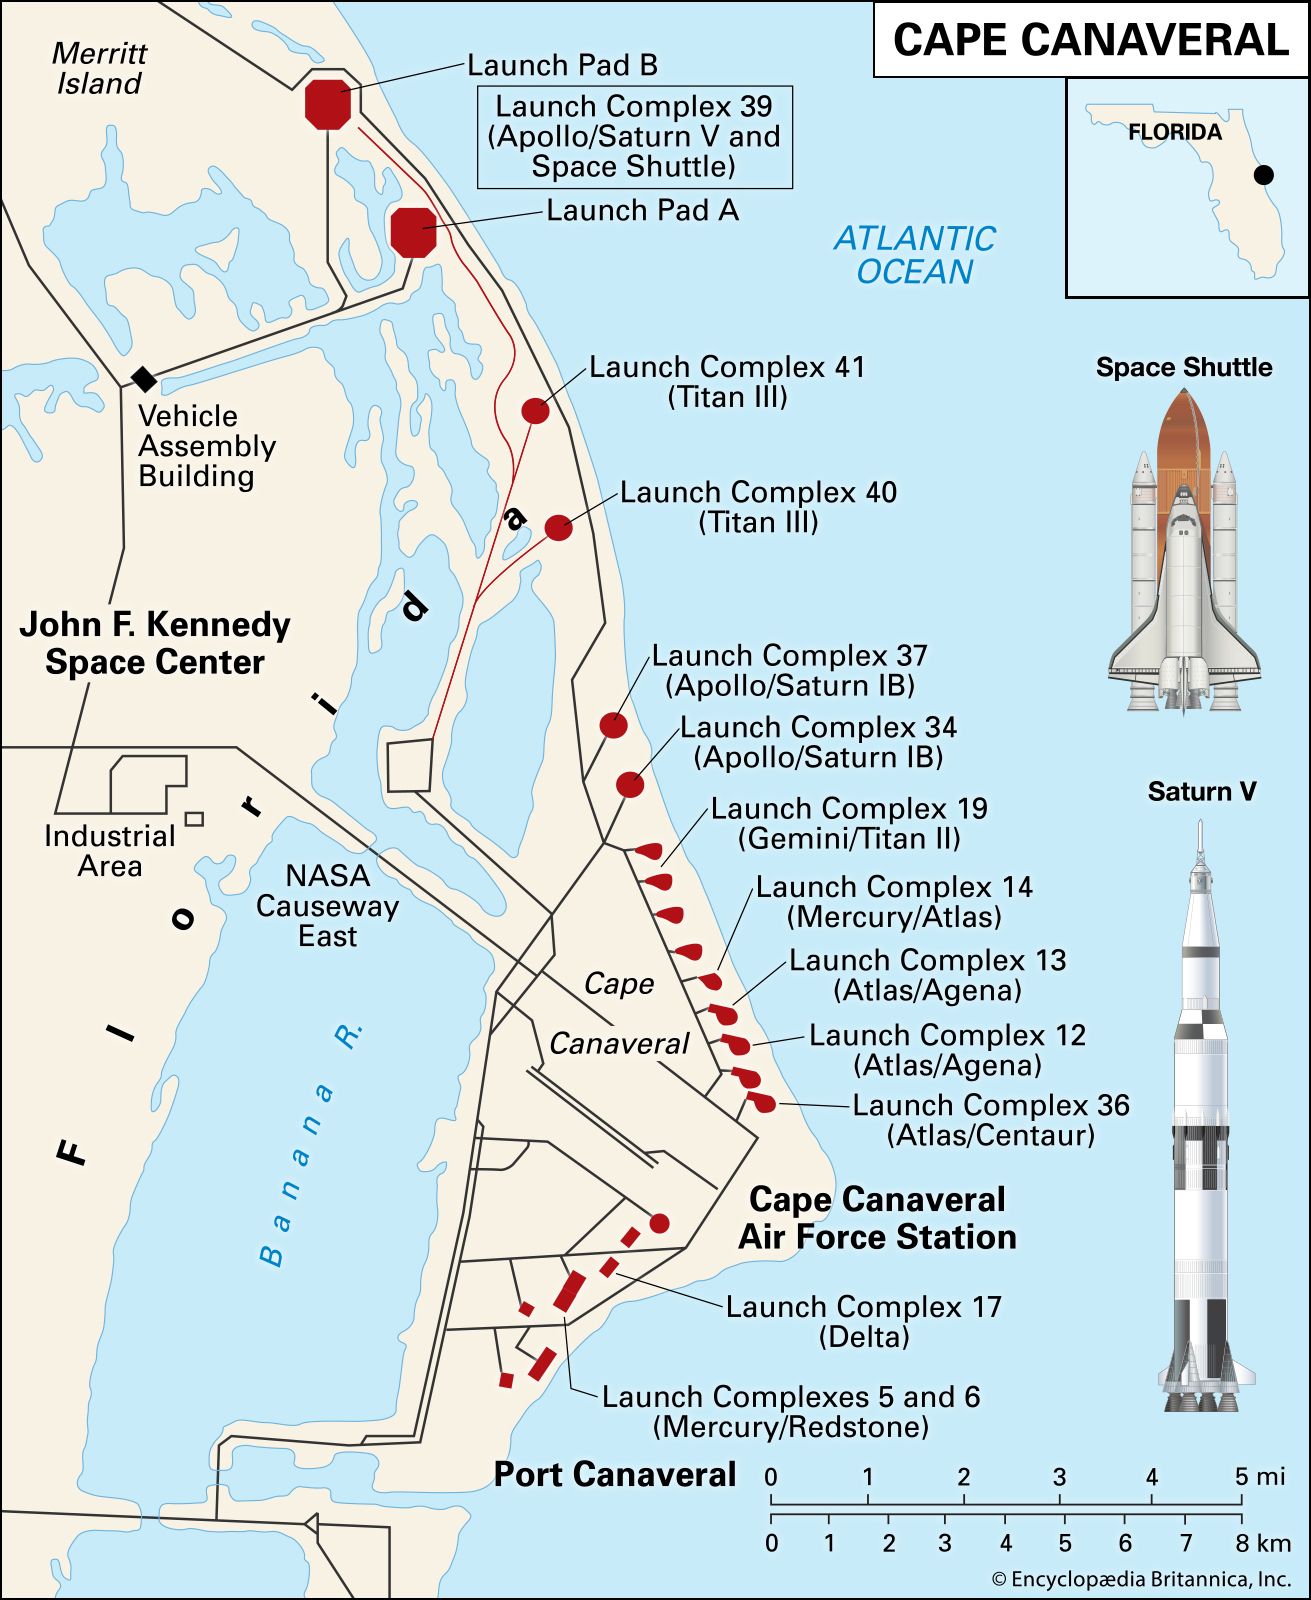 CAPE CANAVERAL
Merritt
Island
Launch Pad B
Launch Complex 39
(Apollo/Saturn V and
Space Shuttle)
Launch Pad A
FLORIDA
ATLANTIC
OCEAN
Launch Complex 41
(Titan III)
Space Shuttle
Vehicle
Assembly
Building
Launch Complex 40
(Titan III)
John F. Kennedy
Space Center
Launch Complex 37
(Apollo/Saturn IB)
Launch Complex 34
(Apollo/Saturn IB)
Saturn V
Launch Complex 19
(Gemini/Titan II)
Industrial
Area
NASA
Causeway
East
Launch Complex 14
(Mercury/Atlas)
Launch Complex 13
(Atlas/Agena)
Cape
Canaveral
Launch Complex 12
(Atlas/Agena)
Launch Complex 36
(Atlas/Centaur)
Florida
Banana R.
Cape Canaveral
Air Force Station
Launch Complex 17
(Delta)
Launch Complexes 5 and 6
(Mercury/Redstone)
Port Canaveral
0 1 2 3 4 5 mi
0 1 2 3 4 5 6 7 8 km
© Encyclopædia Britannica, Inc.